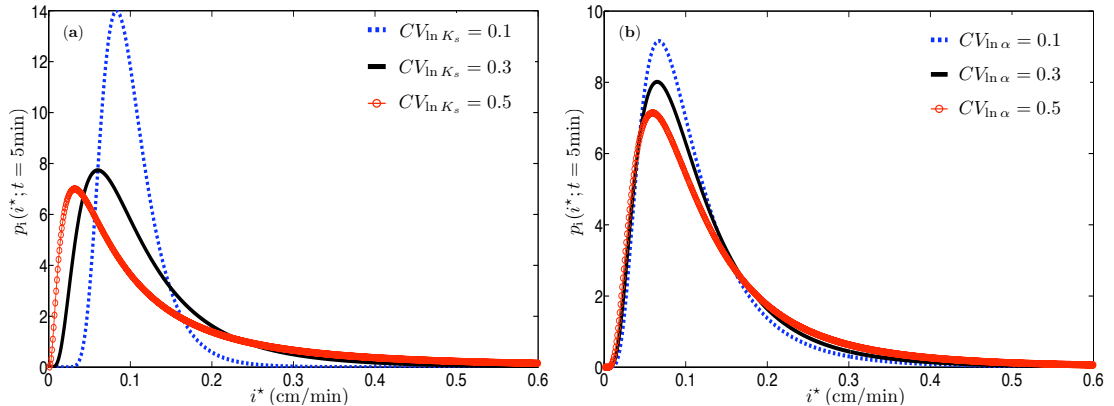 (a)
CV_{ln K_s} = 0.1
CV_{ln K_s} = 0.3
CV_{ln K_s} = 0.5
p_i(i*; t = 5min)
14
12
10
8
6
4
2
0
0 0.1 0.2 0.3 0.4 0.5 0.6
i* (cm/min)
(b)
CV_{ln α} = 0.1
CV_{ln α} = 0.3
CV_{ln α} = 0.5
p_i(i*; t = 5min)
10
8
6
4
2
0
0 0.1 0.2 0.3 0.4 0.5 0.6
i* (cm/min)